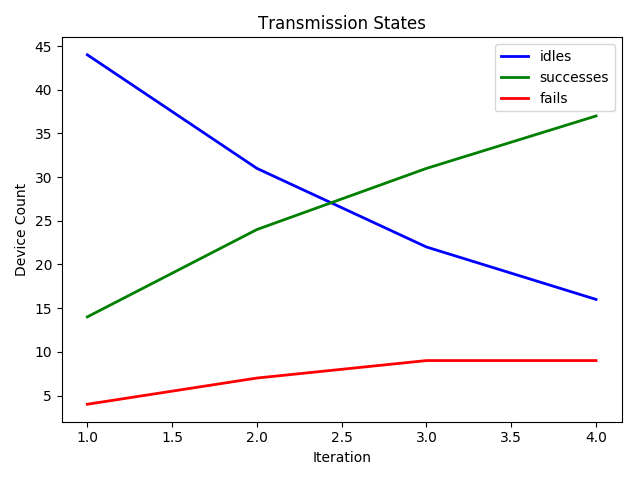 Transmission States
idles
successes
fails
45
40
35
30
25
20
15
10
5
Device Count
1.0 1.5 2.0 2.5 3.0 3.5 4.0
Iteration